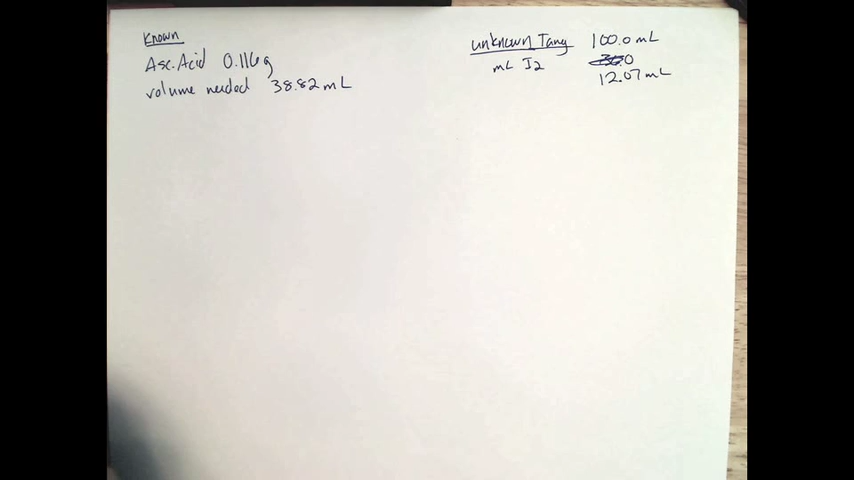 Known
Asc. Acid 0.116g
volume needed 38.82 mL
unknown Tang 100.0 mL
mL I2
12.07 mL